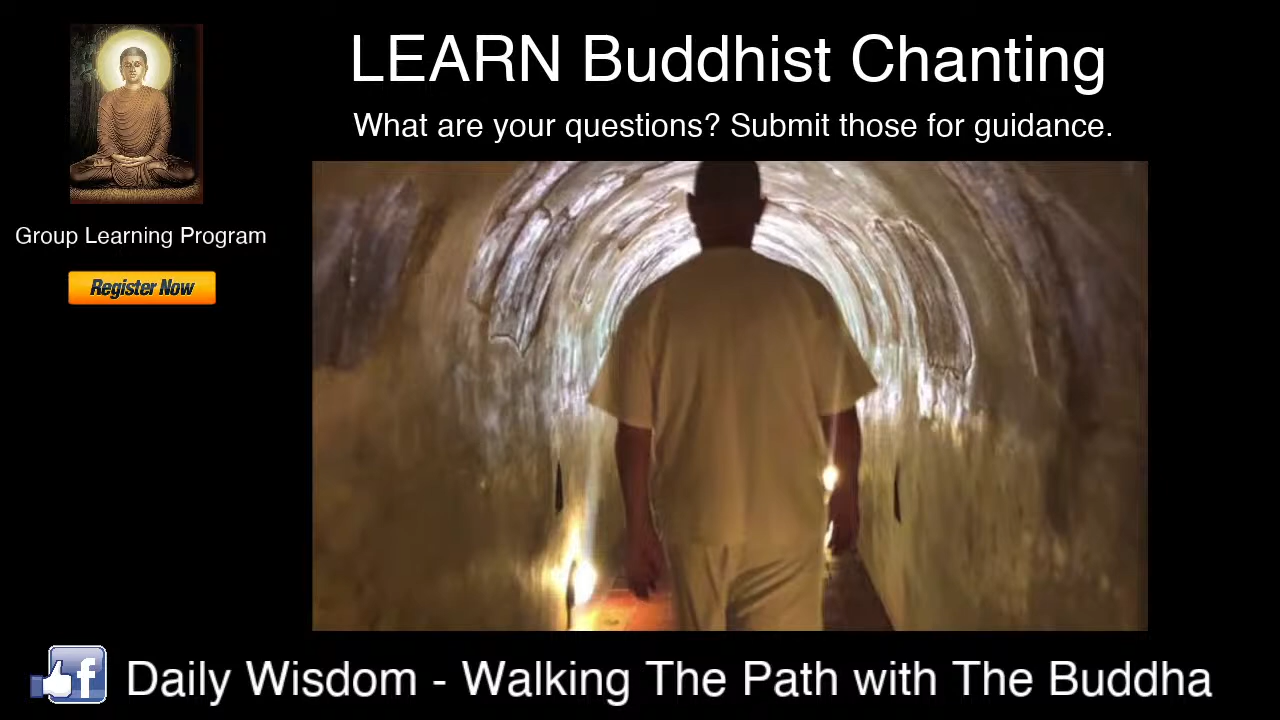 LEARN Buddhist Chanting
What are your questions? Submit those for guidance.
Group Learning Program
Register Now
f
Daily Wisdom - Walking The Path with The Buddha